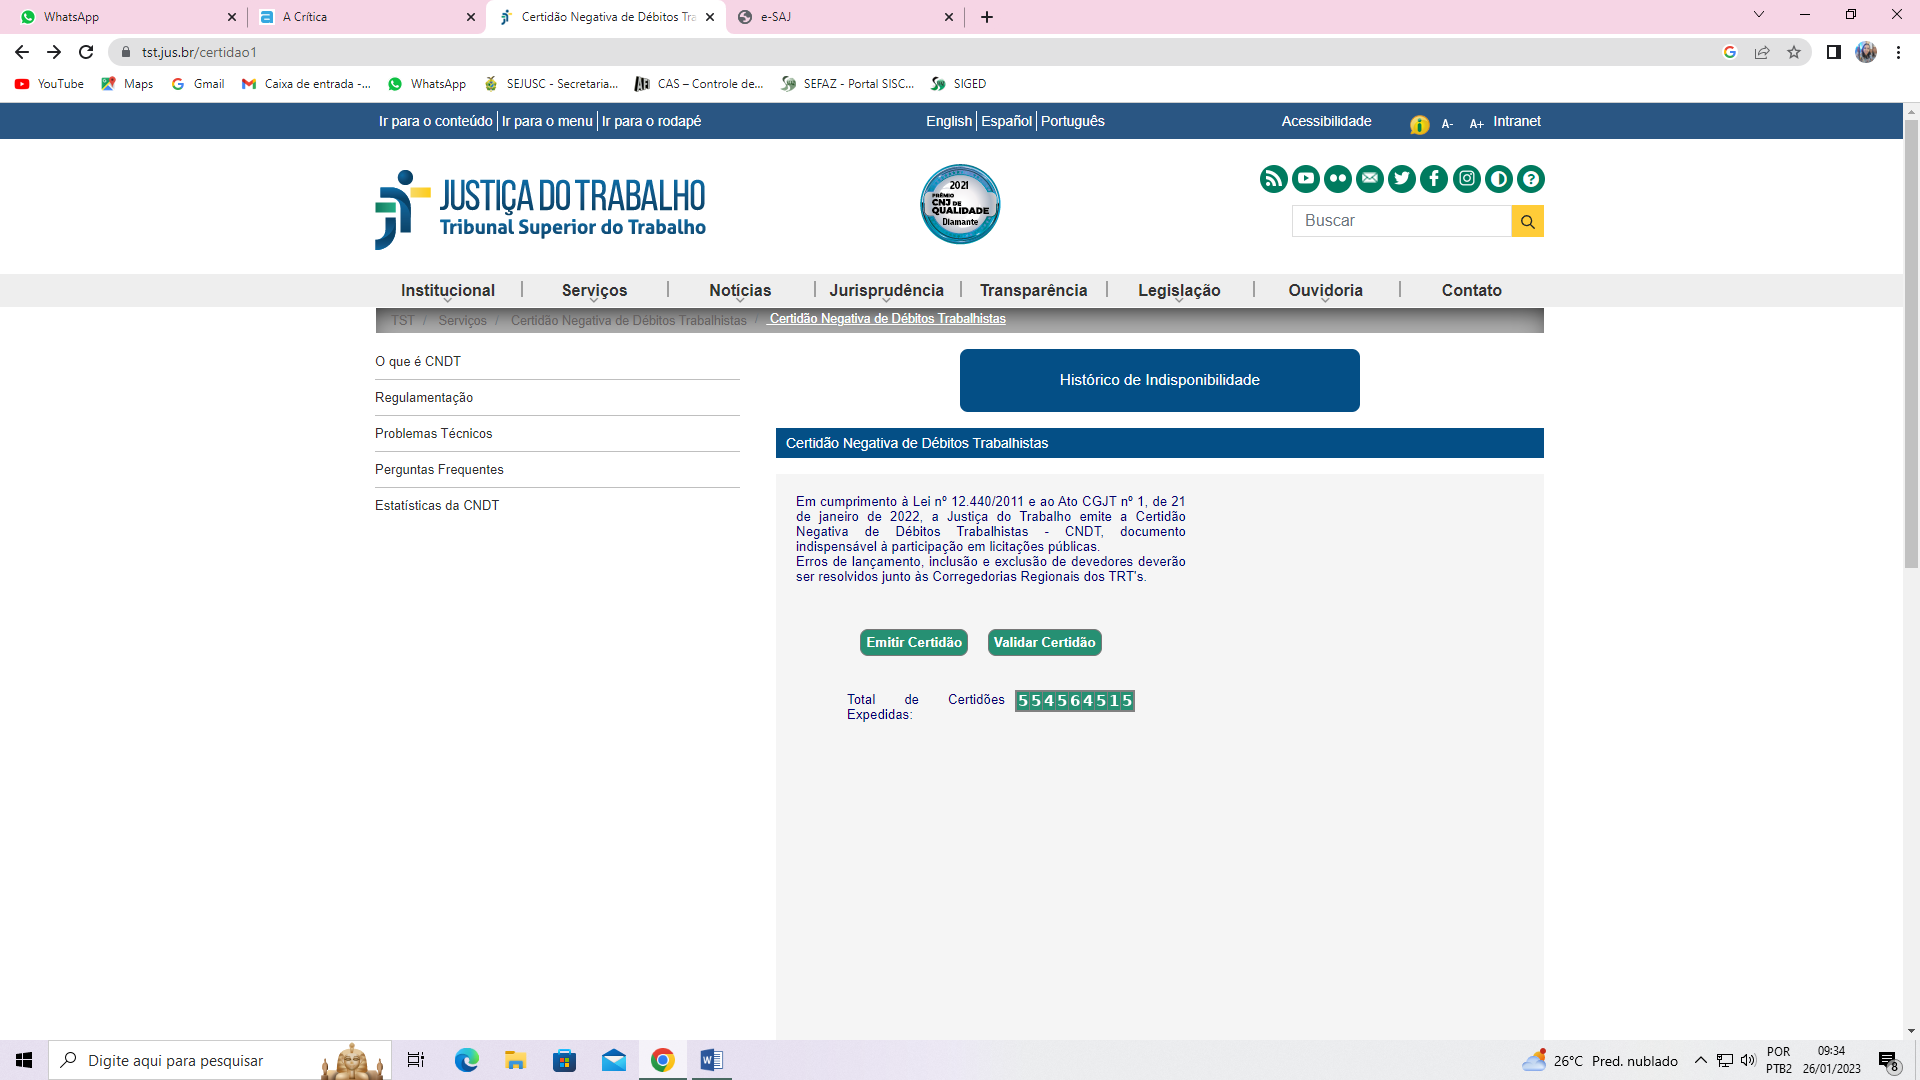 WhatsApp
A Crítica
Certidão Negativa de Débitos Tra
e-SAJ
tst.jus.br/certidao1
YouTube
Maps
Gmail
Caixa de entrada -...
WhatsApp
SEJUSC - Secretaria...
CAS – Controle de...
SEFAZ - Portal SISC...
SIGED
Ir para o conteúdo
Ir para o menu
Ir para o rodapé
English
Español
Português
Acessibilidade
A-
A+
Intranet
JUSTIÇA DO TRABALHO
Tribunal Superior do Trabalho
2021
PRÊMIO
CNJ DE
QUALIDADE
Diamante
Buscar
Institucional
Serviços
Notícias
Jurisprudência
Transparência
Legislação
Ouvidoria
Contato
TST / Serviços / Certidão Negativa de Débitos Trabalhistas / Certidão Negativa de Débitos Trabalhistas
O que é CNDT
Regulamentação
Problemas Técnicos
Perguntas Frequentes
Estatísticas da CNDT
Histórico de Indisponibilidade
Certidão Negativa de Débitos Trabalhistas
Em cumprimento à Lei nº 12.440/2011 e ao Ato CGJT nº 1, de 21
de janeiro de 2022, a Justiça do Trabalho emite a Certidão
Negativa de Débitos Trabalhistas - CNDT, documento
indispensável à participação em licitações públicas.
Erros de lançamento, inclusão e exclusão de devedores deverão
ser resolvidos junto às Corregedorias Regionais dos TRT's.
Emitir Certidão
Validar Certidão
Total de Certidões
Expedidas:
554564515
Digite aqui para pesquisar
26°C Pred. nublado
POR
PTB2
09:34
26/01/2023
8